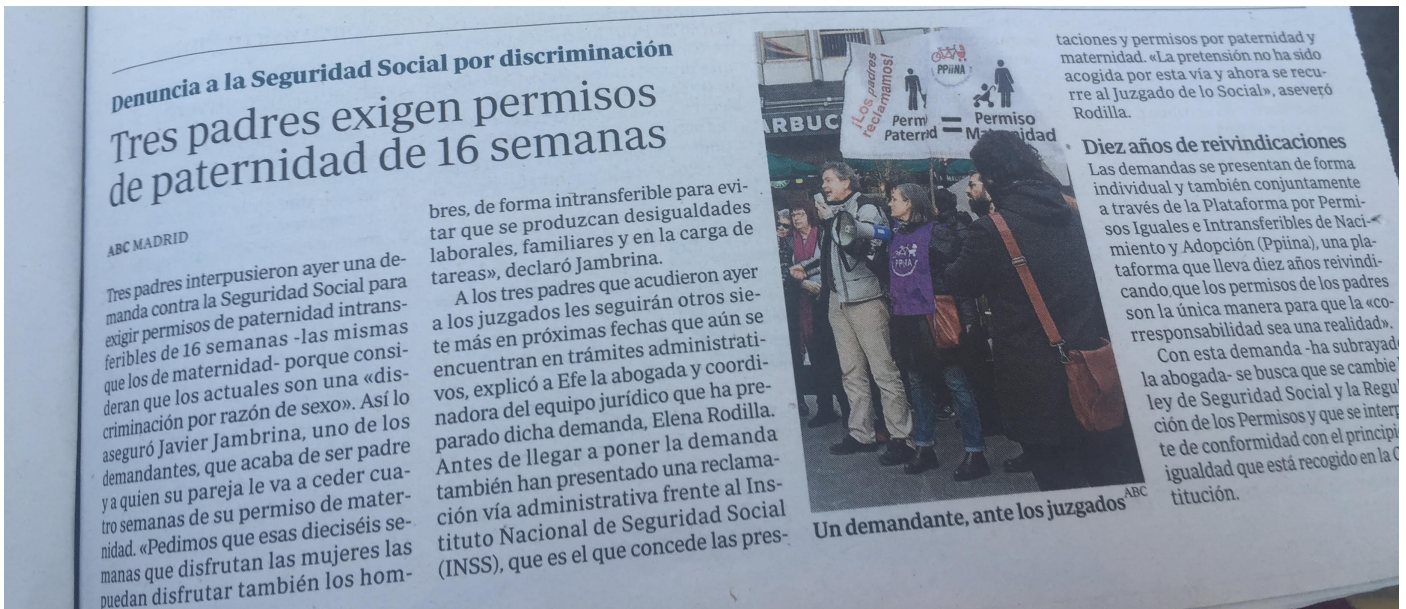 Denuncia a la Seguridad Social por discriminación
Tres padres exigen permisos
de paternidad de 16 semanas
ABC MADRID
Tres padres interpusieron ayer una de-
manda contra la Seguridad Social para
exigir permisos de paternidad intrans-
feribles de 16 semanas -las mismas
que los de maternidad- porque consi-
deran que los actuales son una «dis-
criminación por razón de sexo». Así lo
aseguró Javier Jambrina, uno de los
demandantes, que acaba de ser padre
y a quien su pareja le va a ceder cua-
tro semanas de su permiso de mater-
nidad. «Pedimos que esas dieciséis se-
manas que disfrutan las mujeres las
puedan disfrutar también los hom-
bres, de forma intransferible para evi-
tar que se produzcan desigualdades
laborales, familiares y en la carga de
tareas», declaró Jambrina.
A los tres padres que acudieron ayer
a los juzgados les seguirán otros sie-
te más en próximas fechas que aún se
encuentran en trámites administrati-
vos, explicó a Efe la abogada y coordi-
nadora del equipo jurídico que ha pre-
parado dicha demanda, Elena Rodilla.
Antes de llegar a poner la demanda
también han presentado una reclama-
ción vía administrativa frente al Ins-
tituto Nacional de Seguridad Social
(INSS), que es el que concede las pres-
¡Los padres
reclamamos!
PPiiNA
Permi
Paterni d
=
Permiso
Ma nidad
ARBUC
PPiiNA
Un demandante, ante los juzgados
ABC
taciones y permisos por paternidad y
maternidad. «La pretensión no ha sido
acogida por esta vía y ahora se recu-
rre al Juzgado de lo Social», aseveró
Rodilla.
Diez años de reivindicaciones
Las demandas se presentan de forma
individual y también conjuntamente
a través de la Plataforma por Permi-
sos Iguales e Intransferibles de Naci-
miento y Adopción (Ppiina), una pla-
taforma que lleva diez años reivindi-
cando que los permisos de los padres
son la única manera para que la «co-
rresponsabilidad sea una realidad».
Con esta demanda -ha subrayado
la abogada- se busca que se cambie
ley de Seguridad Social y la Regul
ción de los Permisos y que se interp
te de conformidad con el principi
igualdad que está recogido en la C
titución.